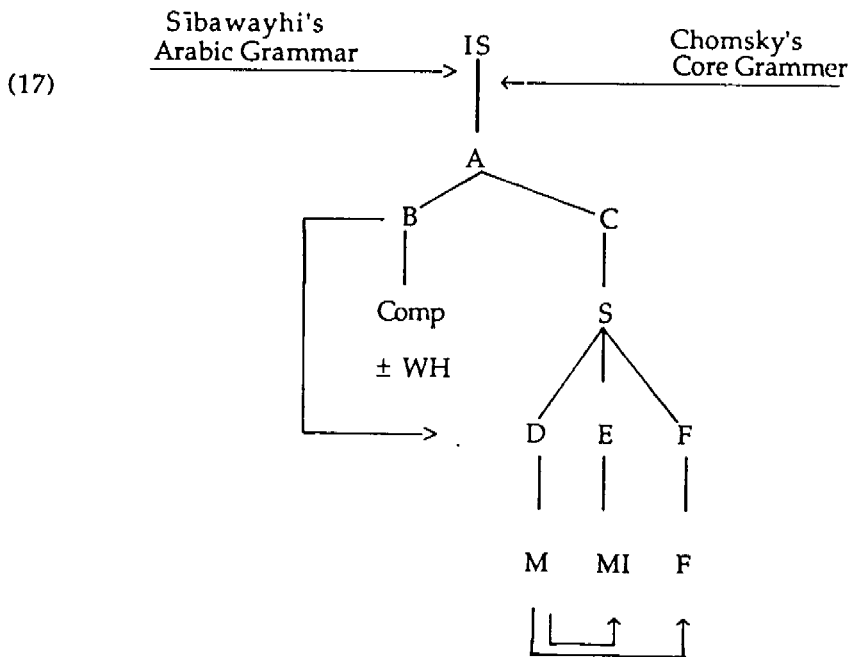 Sībawayhi's
Arabic Grammar
IS
Chomsky's
Core Grammer
(17)
A
B C
Comp S
± WH
D E F
M MI F